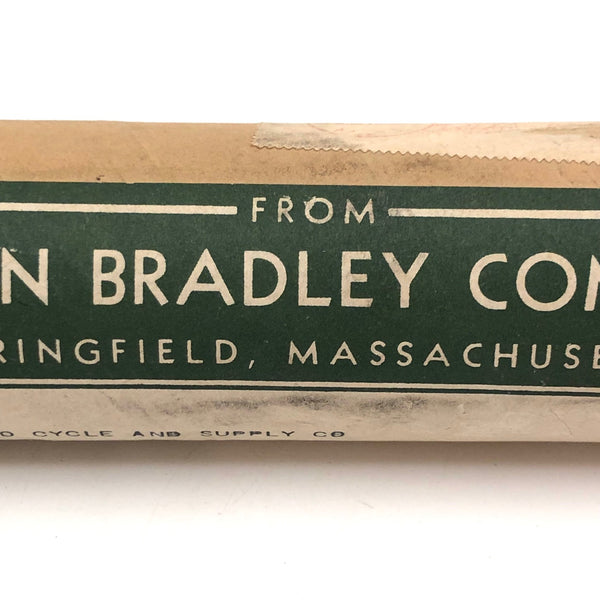 FROM
N BRADLEY COM
RINGFIELD, MASSACHUSE
O CYCLE AND SUPPLY CO